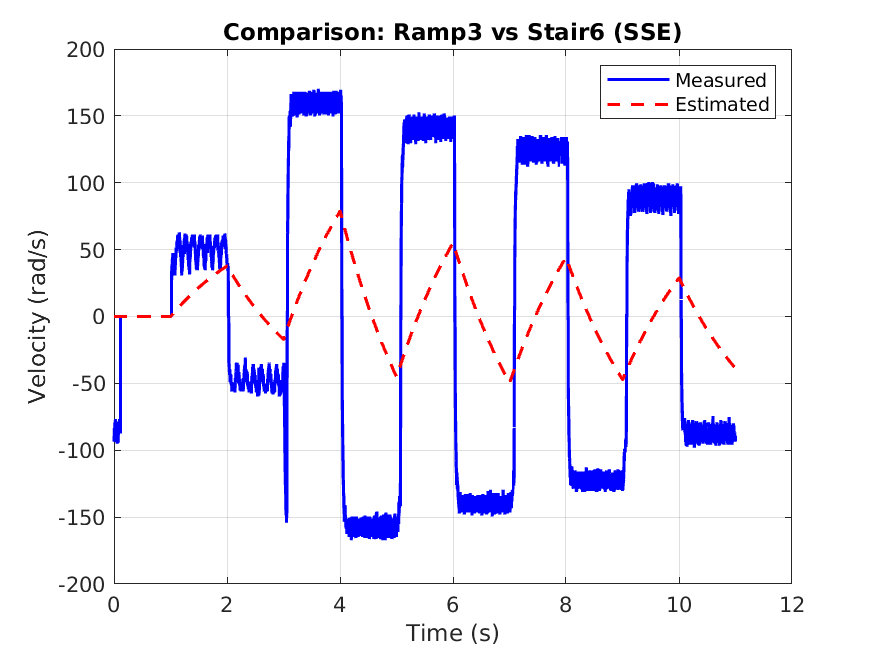 Comparison: Ramp3 vs Stair6 (SSE)
Measured
Estimated
200
150
100
50
0
-50
-100
-150
-200
Velocity (rad/s)
0 2 4 6 8 10 12
Time (s)